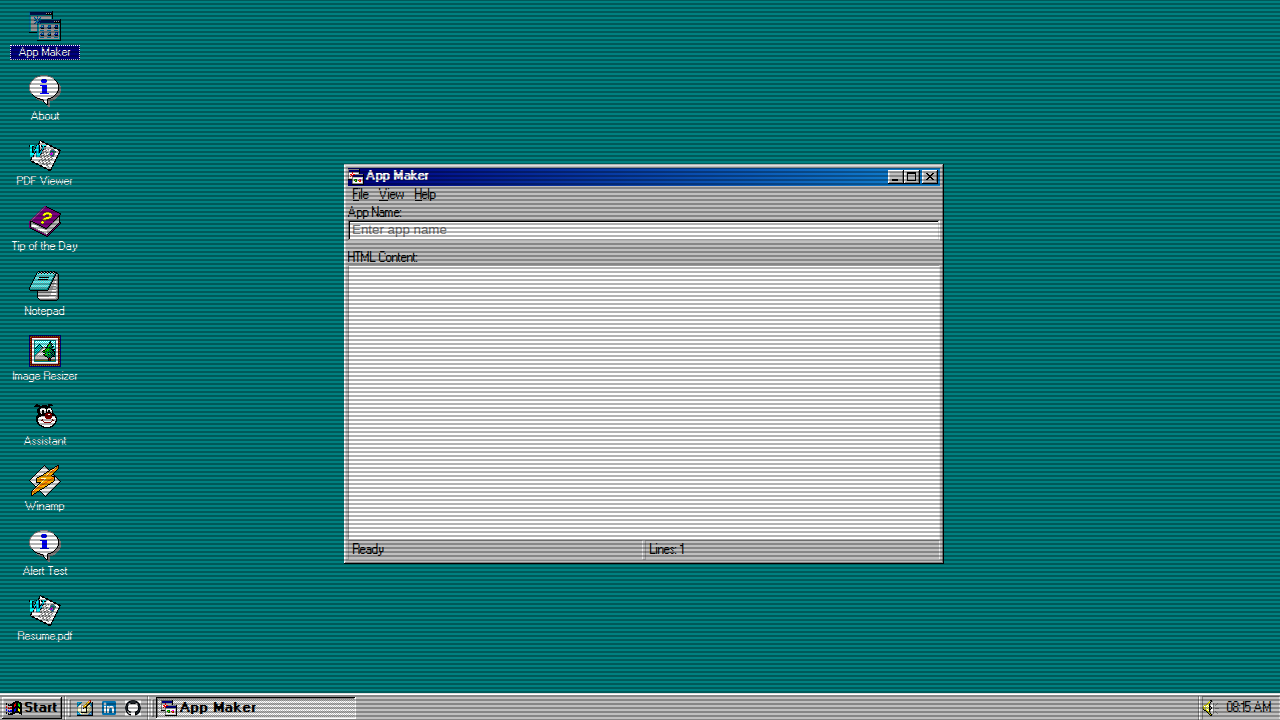 App Maker
About
PDF Viewer
Tip of the Day
Notepad
Image Resizer
Assistant
Winamp
Alert Test
Resume.pdf
App Maker
File View Help
App Name:
Enter app name
HTML Content:
Ready Lines: 1
Start App Maker 08:15 AM